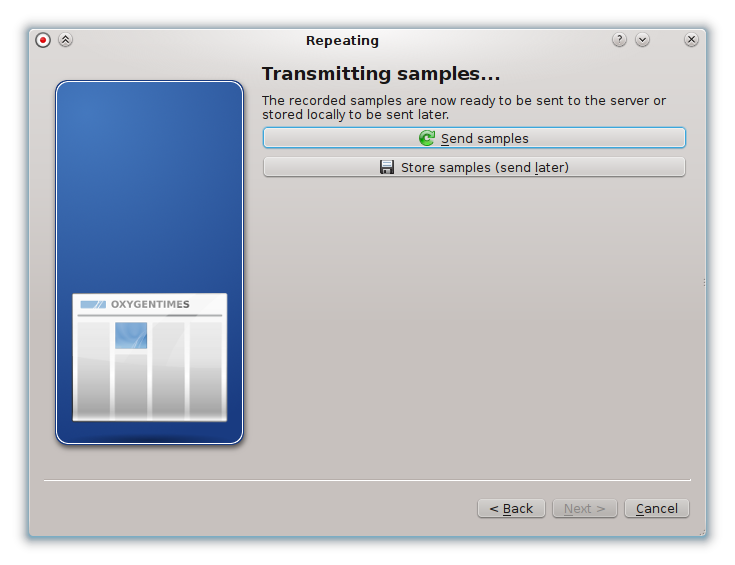 Repeating
Transmitting samples...
The recorded samples are now ready to be sent to the server or
stored locally to be sent later.
Send samples
Store samples (send later)
OXYGENTIMES
< Back
Next >
Cancel